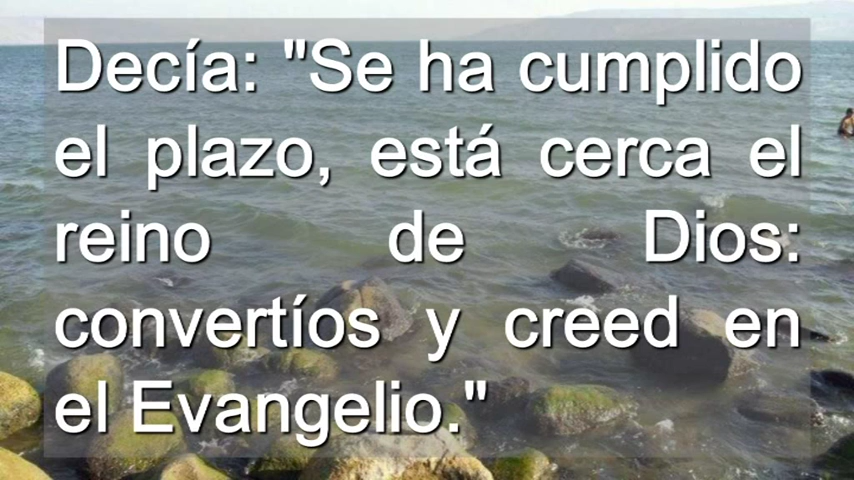 Decía: "Se ha cumplido
el plazo, está cerca el
reino de Dios:
convertíos y creed en
el Evangelio."